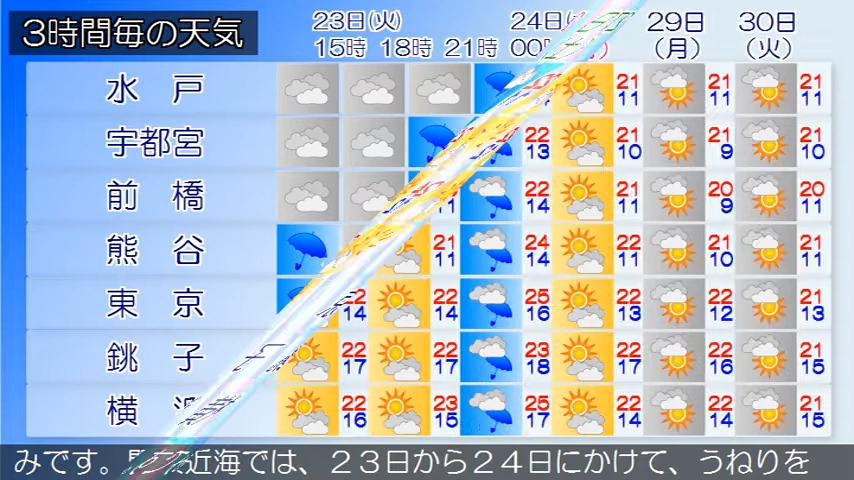 3時間毎の天気
23日(火) 24日 29日 30日
15時 18時 21時 (月) (火)
水戸 21 11 21 11 21 11
宇都宮 22 13 21 10 21 9 21 10
前橋 11 22 14 21 11 20 9 20 11
熊谷 21 11 24 14 22 11 21 10 21 11
東京 22 14 22 14 25 16 22 13 22 12 21 13
銚子 22 17 22 17 23 18 22 17 22 16 21 15
横 22 16 23 15 25 17 22 14 22 14 21 15
みです。 近海では、２３日から２４日にかけて、うねりを